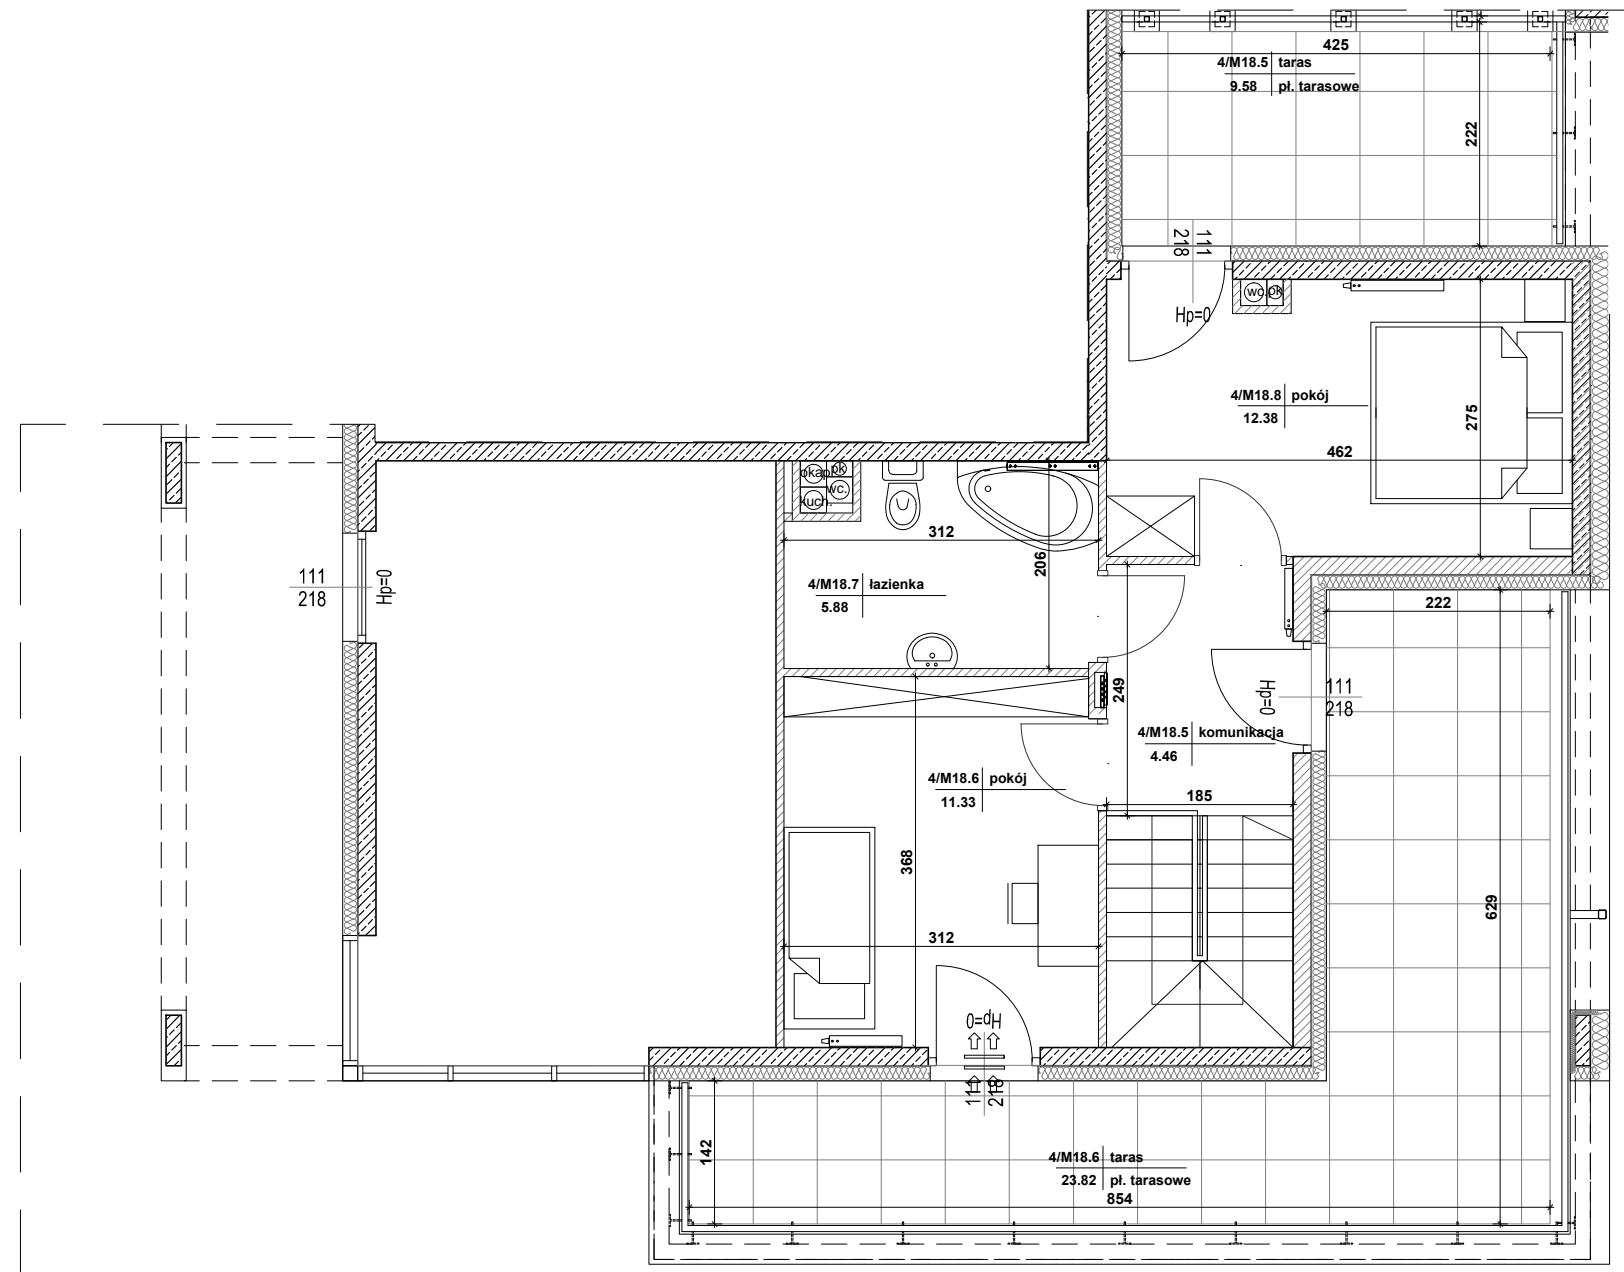 425
4/M18.5 taras
9.58 pł. tarasowe
222
111
218
Hp=0
wc.
pk
4/M18.8 pokój
12.38
275
462
okap
pk
wc.
kuch.
312
206
4/M18.7 łazienka
5.88
111
218
Hp=0
222
249
Hp=0
111
218
4/M18.5 komunikacja
4.46
4/M18.6 pokój
11.33
185
368
629
312
Hp=0
111
218
142
4/M18.6 taras
23.82 pł. tarasowe
854